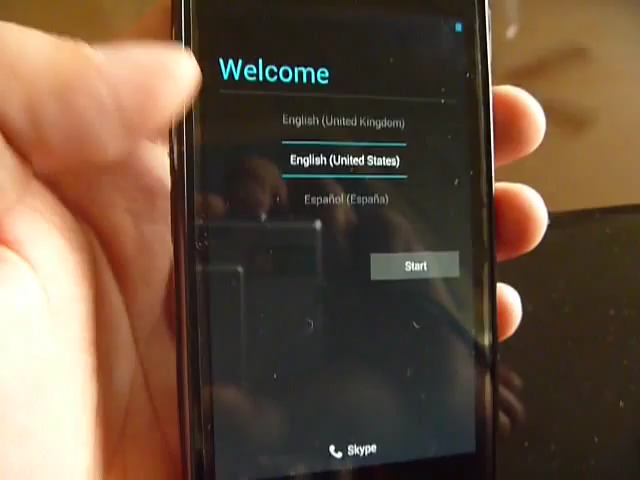 Welcome
English (United Kingdom)
English (United States)
Español (España)
Start
Skype